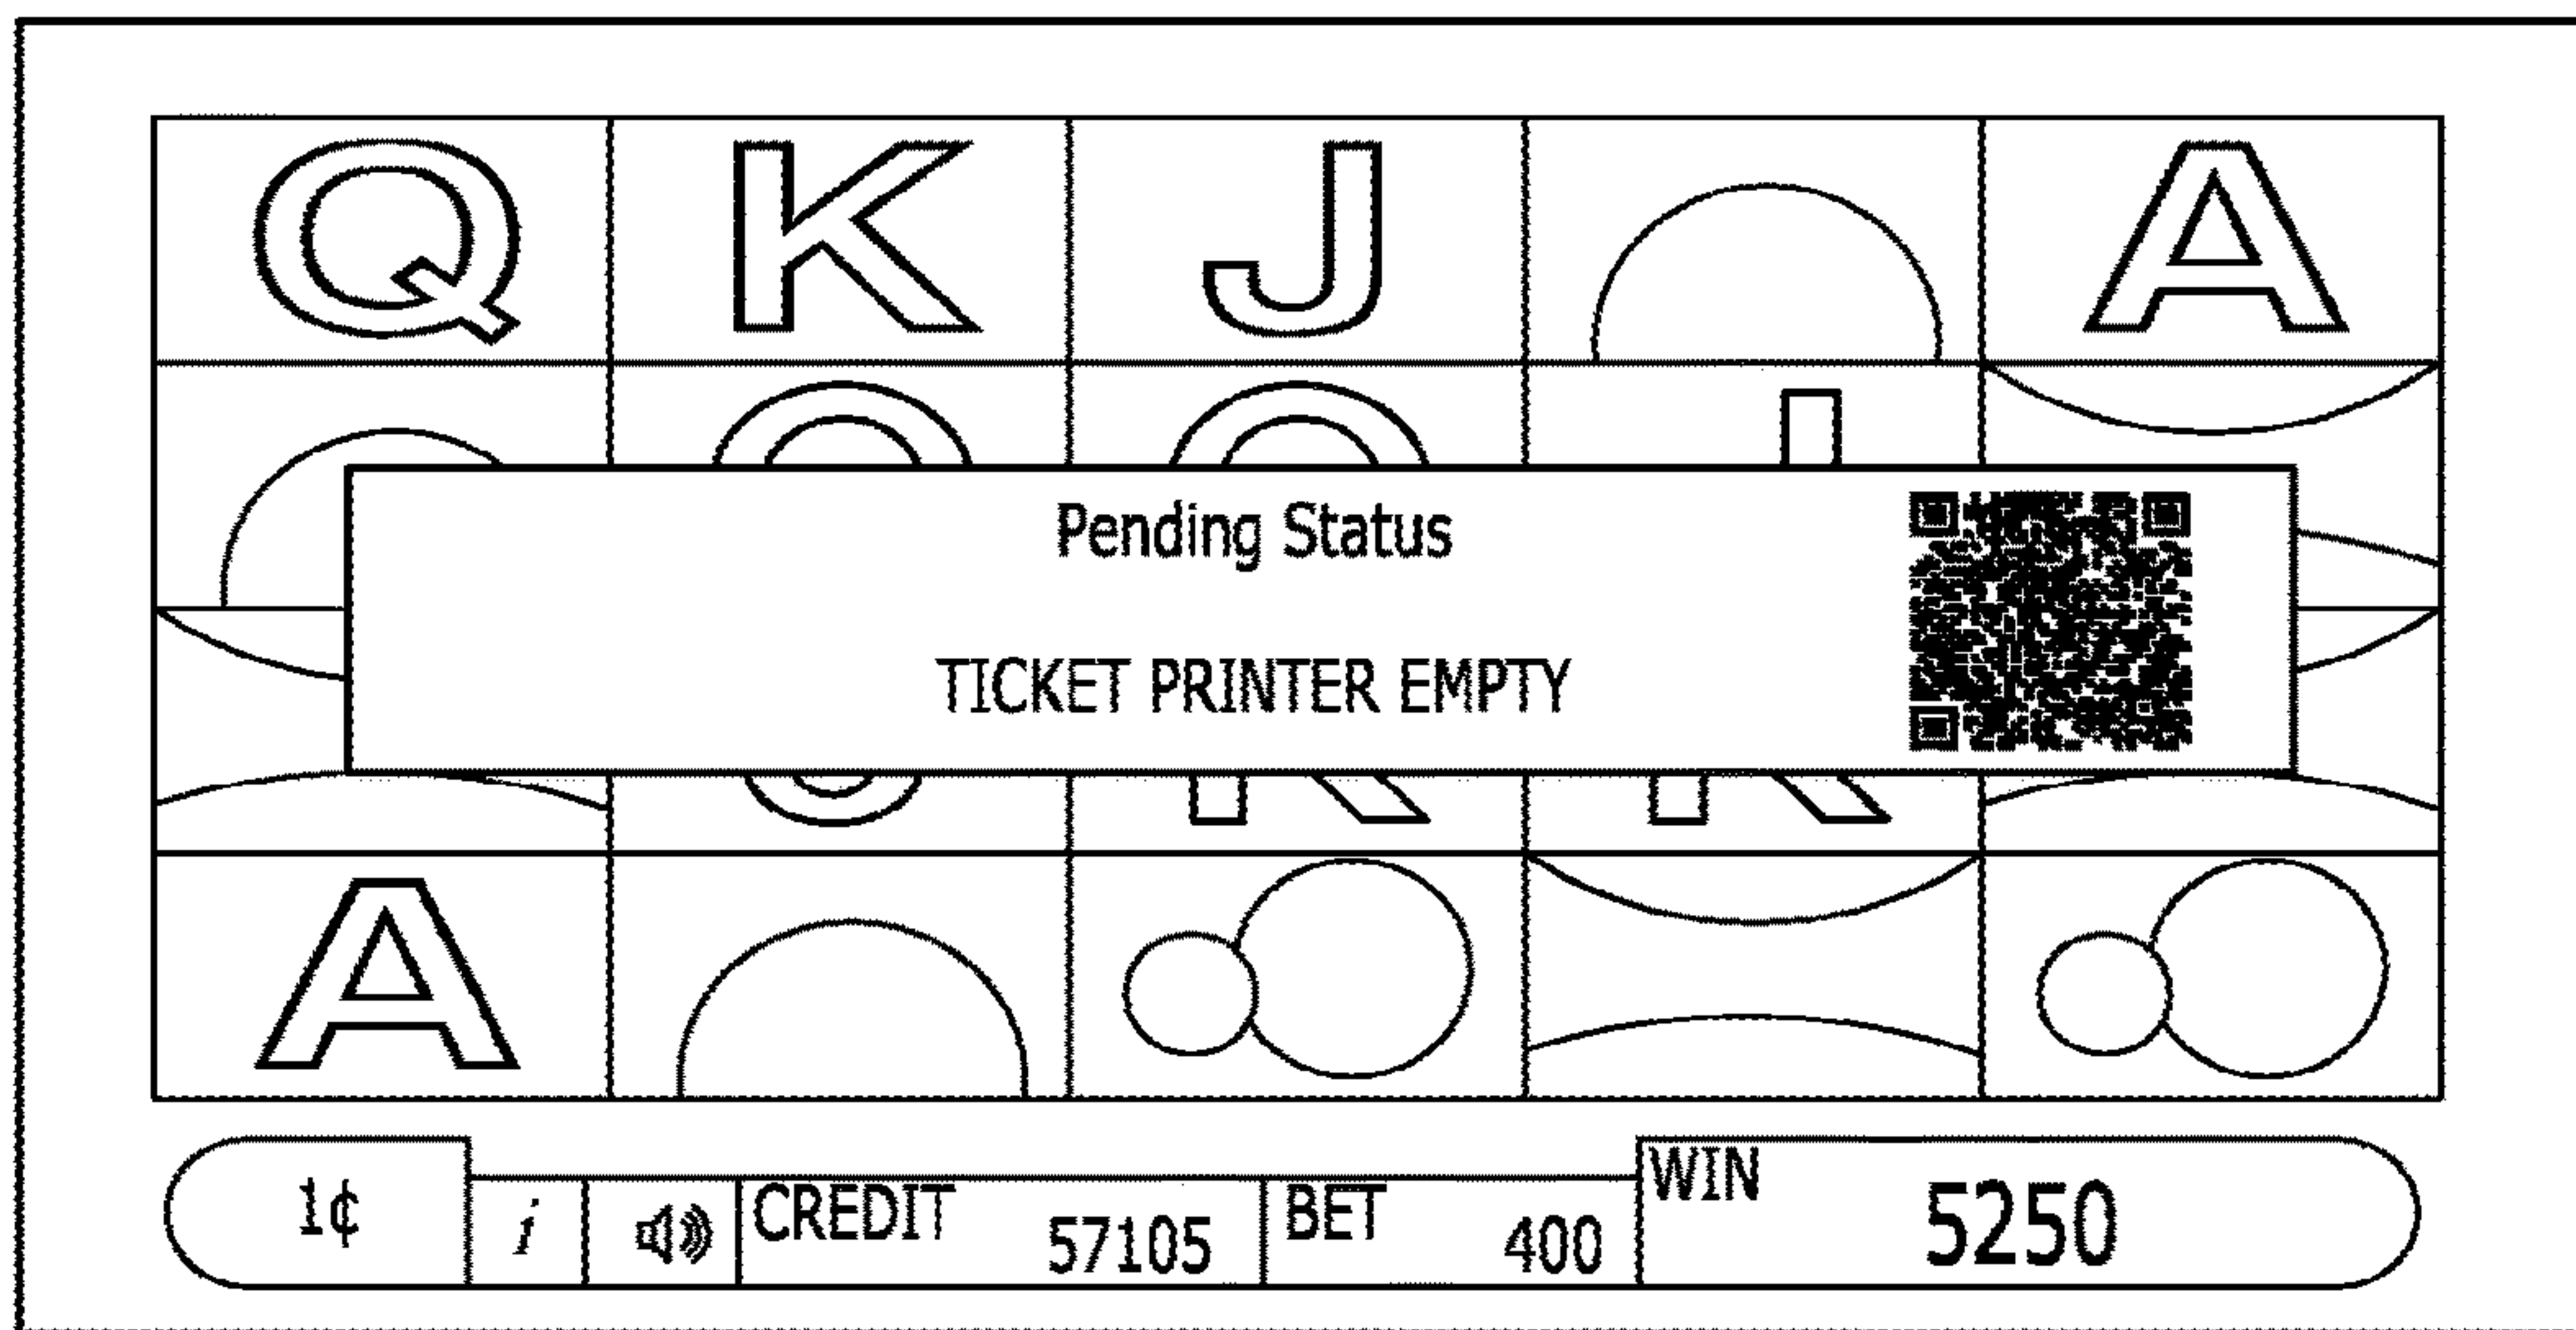 Q K J A
Pending Status
TICKET PRINTER EMPTY
A
1¢ i CREDIT 57105 BET 400 WIN 5250